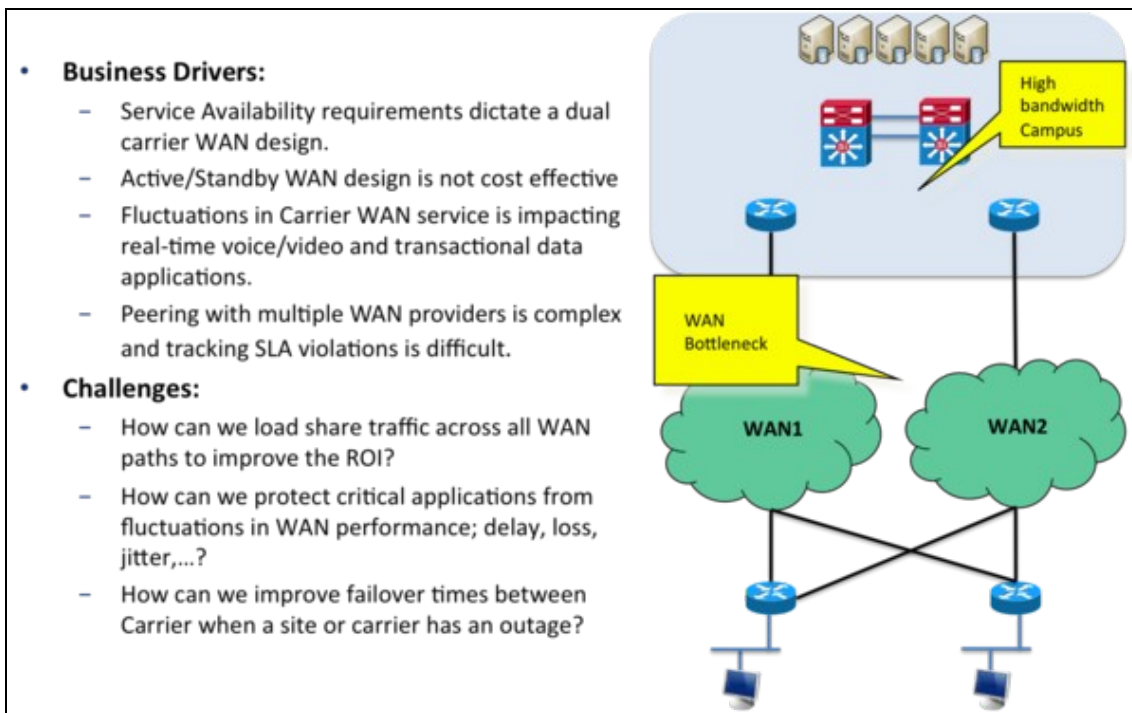 • Business Drivers:
– Service Availability requirements dictate a dual
carrier WAN design.
– Active/Standby WAN design is not cost effective
– Fluctuations in Carrier WAN service is impacting
real-time voice/video and transactional data
applications.
– Peering with multiple WAN providers is complex
and tracking SLA violations is difficult.
• Challenges:
– How can we load share traffic across all WAN
paths to improve the ROI?
– How can we protect critical applications from
fluctuations in WAN performance; delay, loss,
jitter,...?
– How can we improve failover times between
Carrier when a site or carrier has an outage?
High
bandwidth
Campus
WAN
Bottleneck
WAN1
WAN2